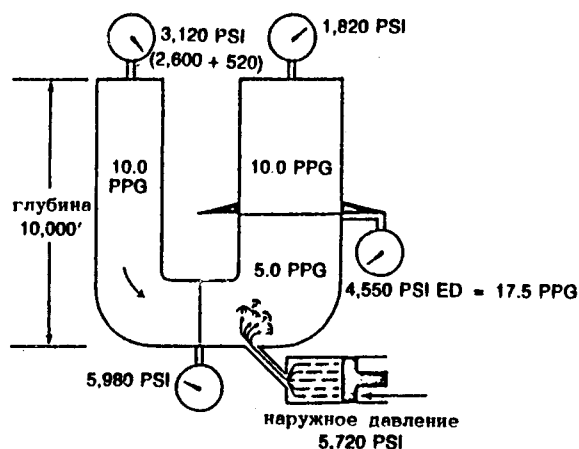 3,120 PSI
(2,600 + 520)
1,820 PSI
10.0
PPG
10.0
PPG
глубина
10,000'
5.0 PPG
4,550 PSI ED = 17.5 PPG
5,980 PSI
наружное давление
5,720 PSI